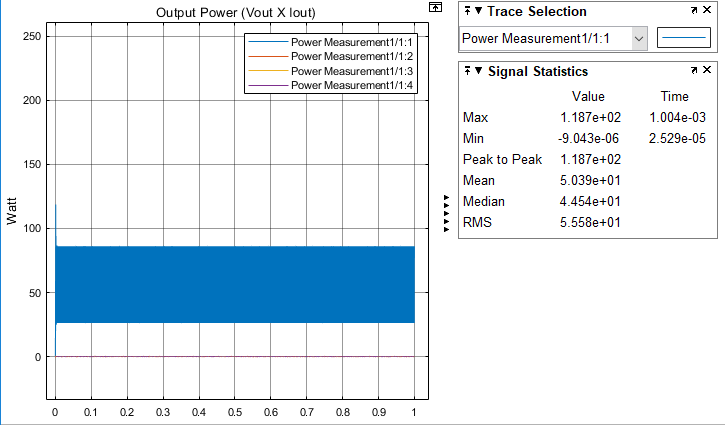 Output Power (Vout X Iout)
250
200
150
100
50
0
Watt
Power Measurement1/1:1
Power Measurement1/1:2
Power Measurement1/1:3
Power Measurement1/1:4
0 0.1 0.2 0.3 0.4 0.5 0.6 0.7 0.8 0.9 1
Trace Selection
Power Measurement1/1:1
Signal Statistics
Value Time
Max 1.187e+02 1.004e-03
Min -9.043e-06 2.529e-05
Peak to Peak 1.187e+02
Mean 5.039e+01
Median 4.454e+01
RMS 5.558e+01